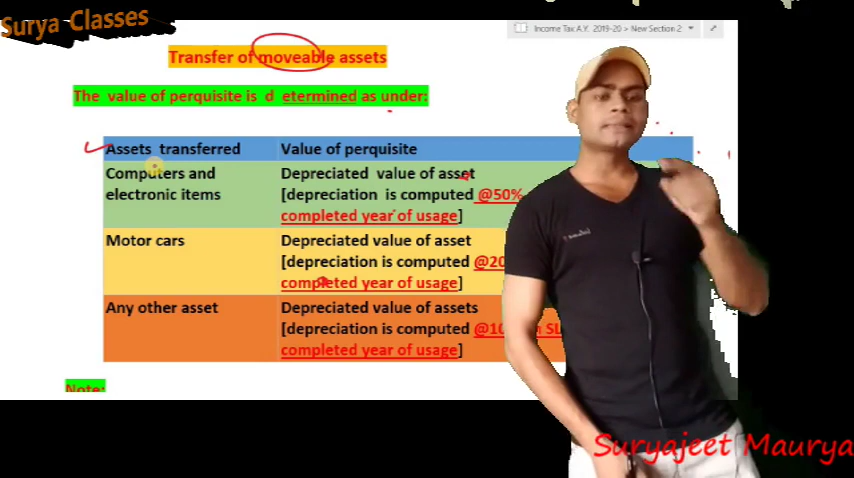 Surya Classes
Income Tax A.Y. 2019-20 > New Section 2
Transfer of moveable assets
The value of perquisite is d etermined as under:
Assets transferred Value of perquisite
Computers and Depreciated value of asset
electronic items [depreciation is computed @50%
completed year of usage]
Motor cars Depreciated value of asset
[depreciation is computed @20
completed year of usage]
Any other asset Depreciated value of assets
[depreciation is computed
completed year of usage]
Note:
Suryajeet Maurya